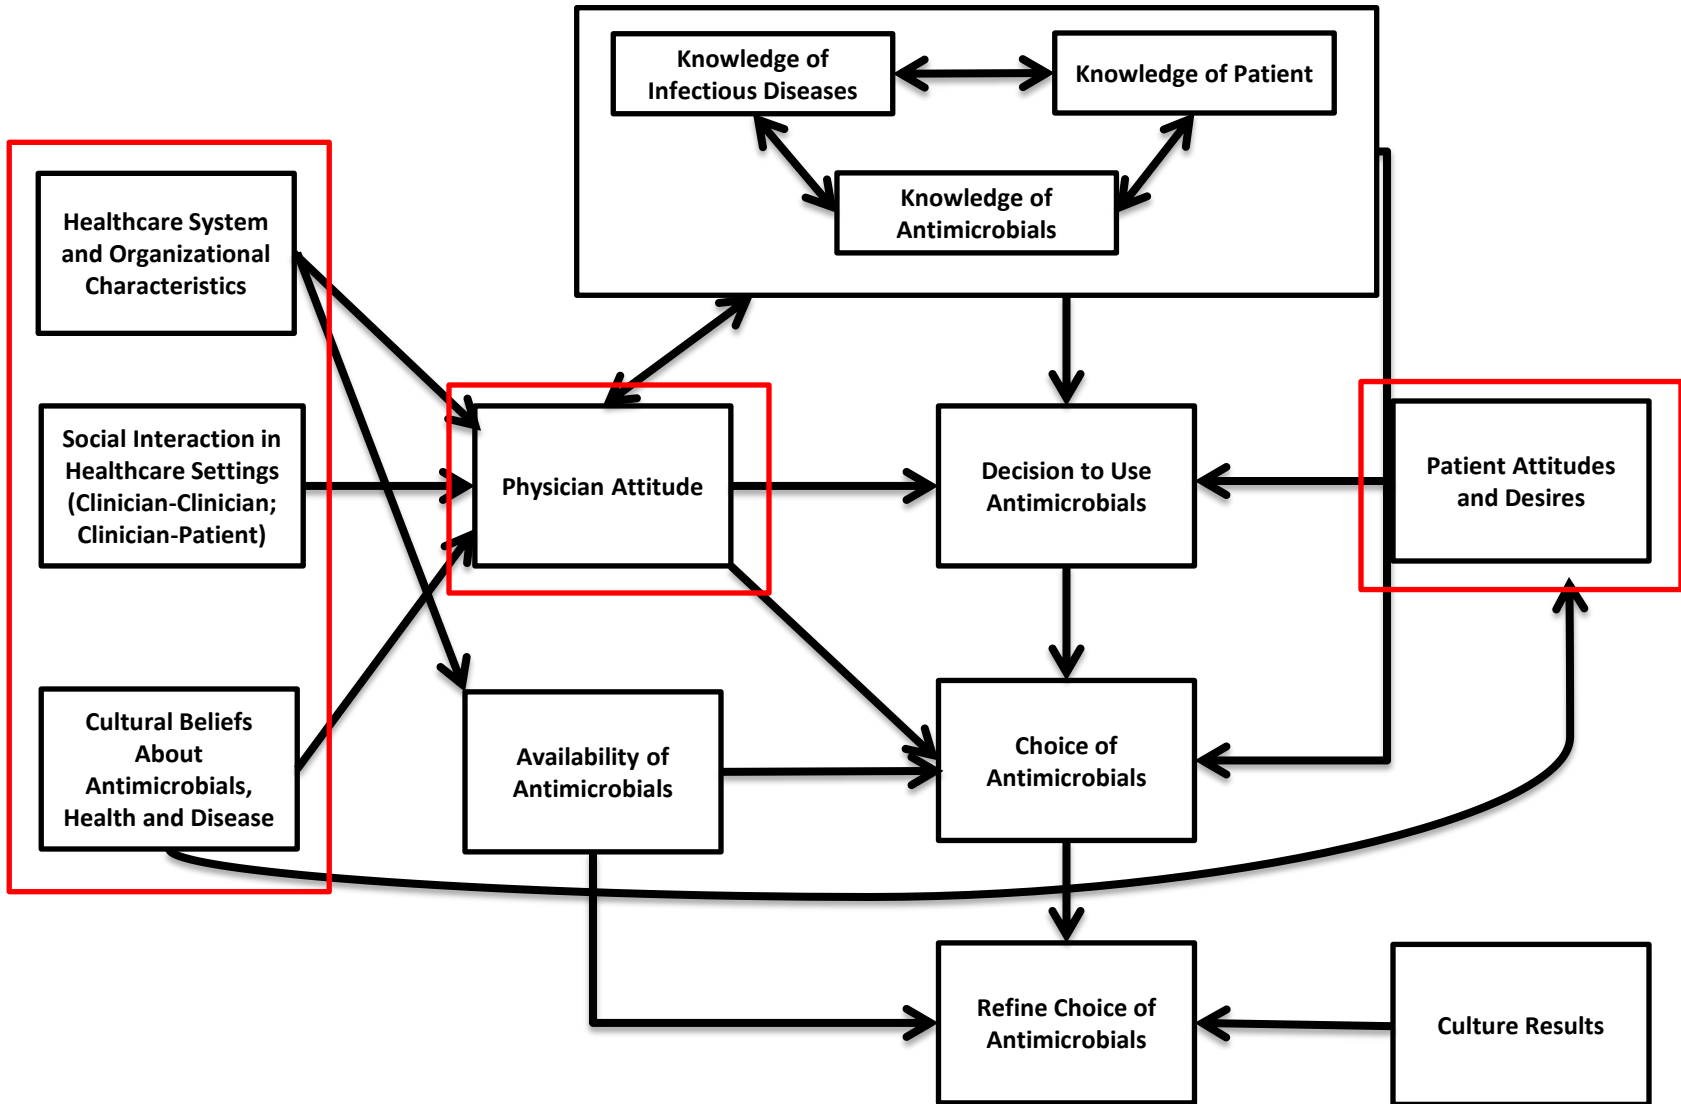 Knowledge of
Infectious Diseases
Knowledge of Patient
Knowledge of
Antimicrobials
Healthcare System
and Organizational
Characteristics
Social Interaction in
Healthcare Settings
(Clinician-Clinician;
Clinician-Patient)
Physician Attitude
Decision to Use
Antimicrobials
Patient Attitudes
and Desires
Cultural Beliefs
About
Antimicrobials,
Health and Disease
Availability of
Antimicrobials
Choice of
Antimicrobials
Refine Choice of
Antimicrobials
Culture Results